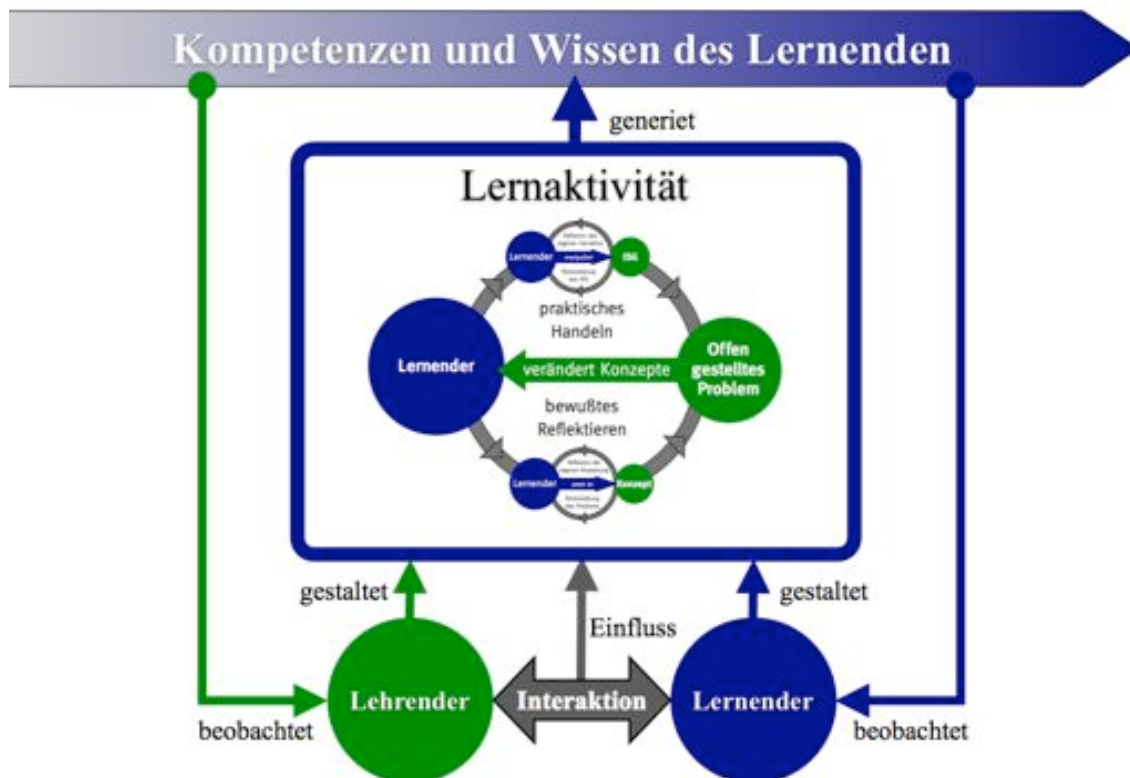 Kompetenzen und Wissen des Lernenden
generiet
Lernaktivität
Lernender
praktisches
Handeln
Lernender
verändert Konzepte
Offen
gestelltes
Problem
bewußtes
Reflektieren
Lernender
Konzept
gestaltet
gestaltet
Einfluss
Lehrender
Interaktion
Lernender
beobachtet
beobachtet